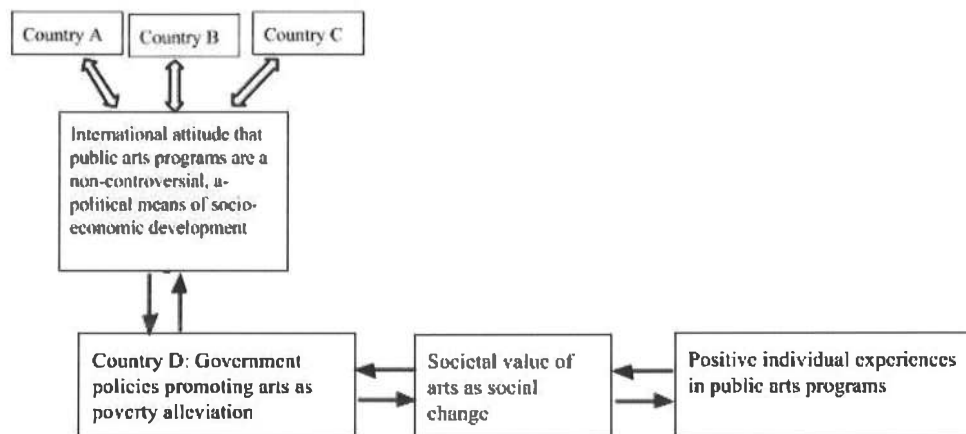 Country A
Country B
Country C
International attitude that
public arts programs are a
non-controversial, a-
political means of socio-
economic development
Country D: Government
policies promoting arts as
poverty alleviation
Societal value of
arts as social
change
Positive individual experiences
in public arts programs